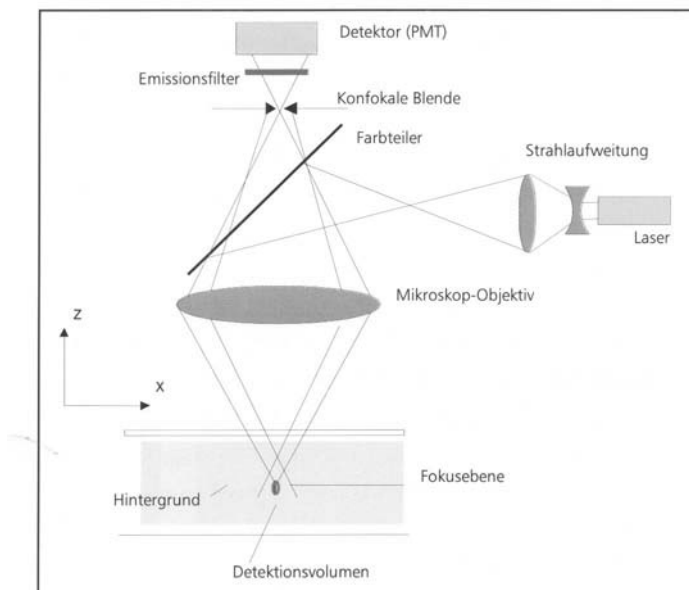 Detektor (PMT)
Emissionsfilter
Konfokale Blende
Farbteiler
Strahlaufweitung
Laser
Mikroskop-Objektiv
Z
X
Fokusebene
Hintergrund
Detektionsvolumen